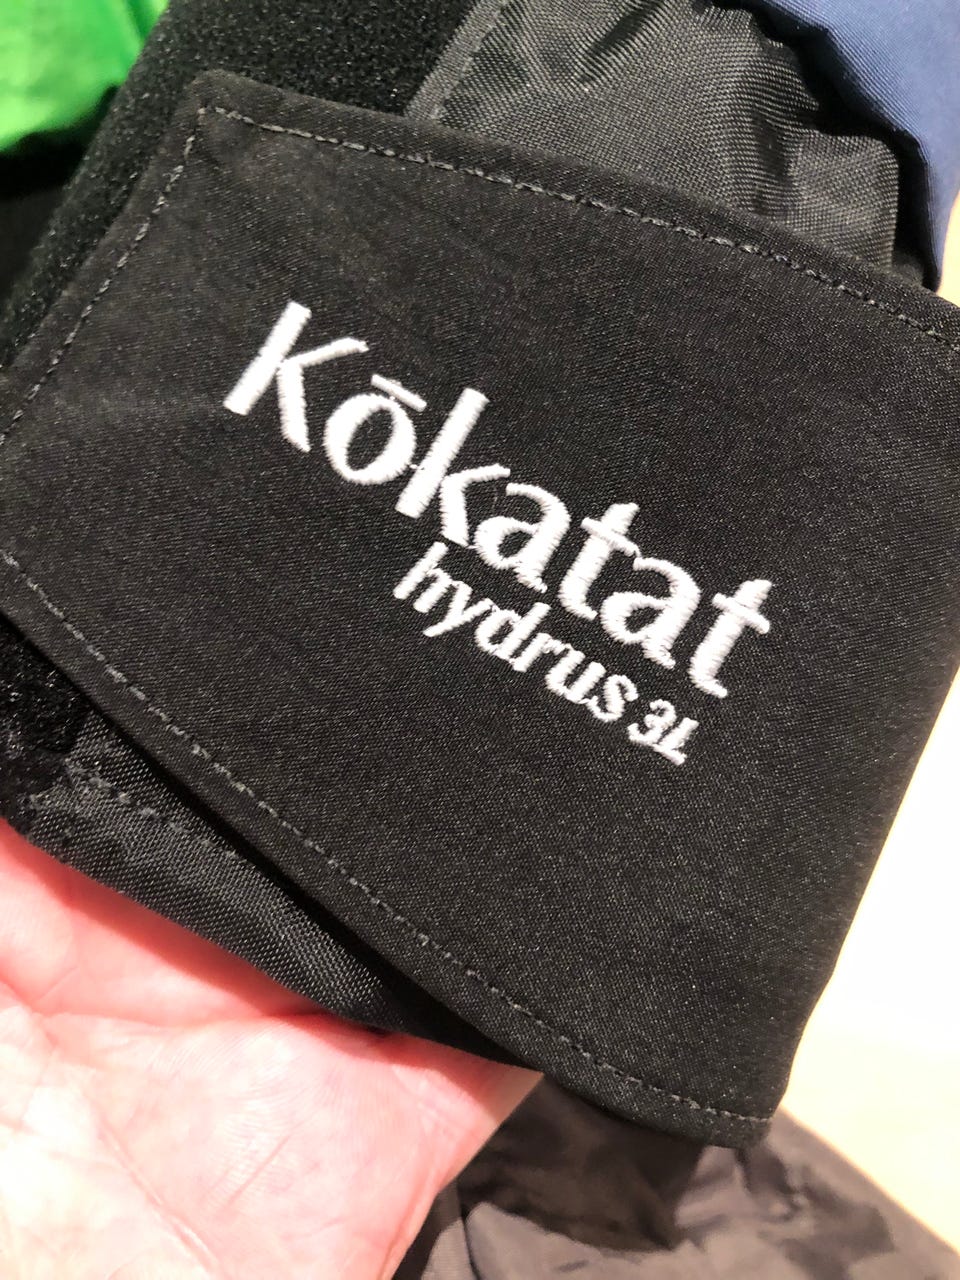 Kōkatat
hydrus 3L